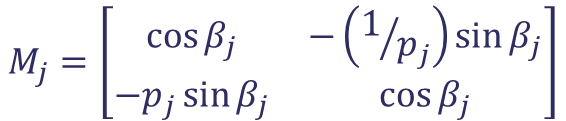 M_j = [ cos β_j    −(1/p_j) sin β_j
−p_j sin β_j    cos β_j ]